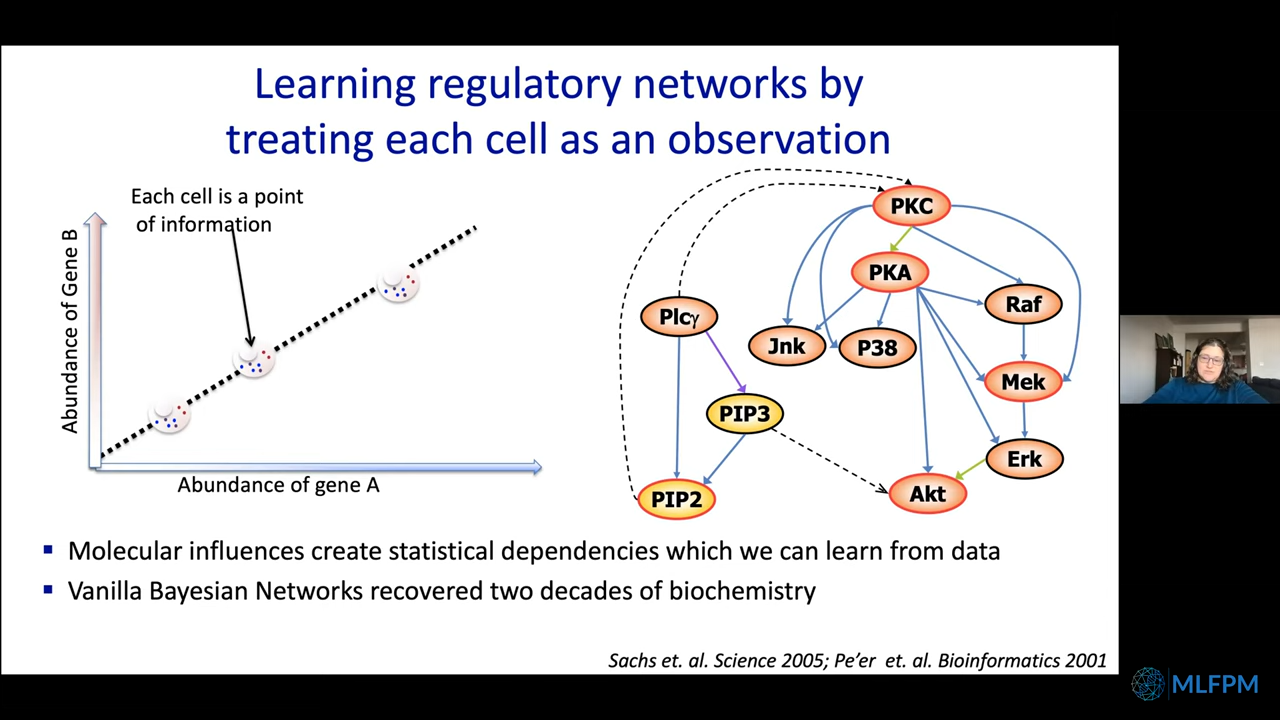 Learning regulatory networks by
treating each cell as an observation
Each cell is a point
of information
Abundance of Gene B
Abundance of gene A
PKC
PKA
Raf
Plcγ
Jnk
P38
Mek
PIP3
Erk
PIP2
Akt
▪ Molecular influences create statistical dependencies which we can learn from data
▪ Vanilla Bayesian Networks recovered two decades of biochemistry
Sachs et. al. Science 2005; Pe'er et. al. Bioinformatics 2001
MLFPM